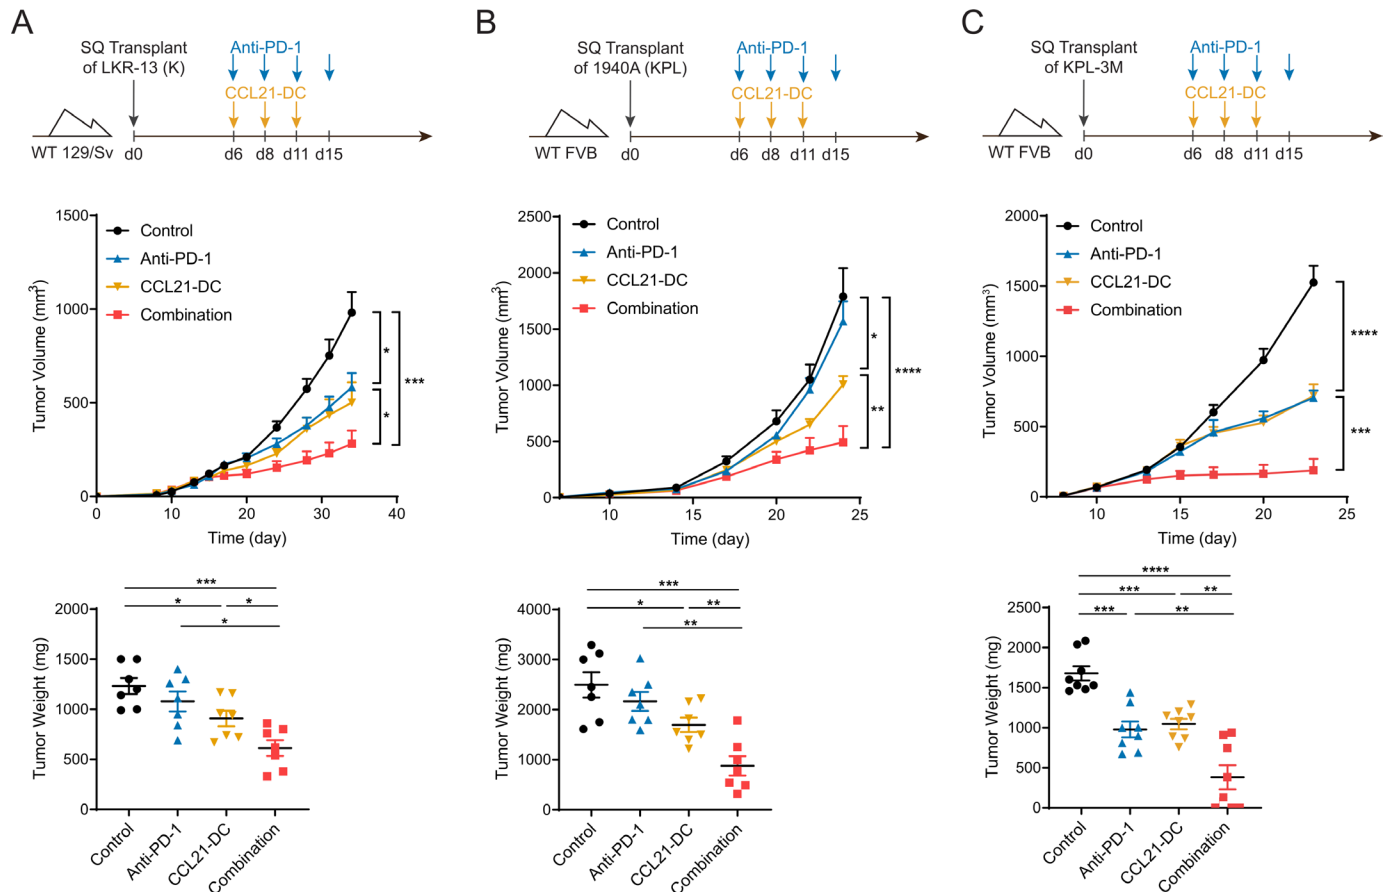 A
SQ Transplant
of LKR-13 (K)
Anti-PD-1
CCL21-DC
WT 129/Sv
d0
d6
d8
d11
d15
1500
1000
500
0
Tumor Volume (mm³)
Control
Anti-PD-1
CCL21-DC
Combination
*
*
***
0
10
20
30
40
Time (day)
2000
1500
1000
500
0
Tumor Weight (mg)
***
*
*
*
Control
Anti-PD-1
CCL21-DC
Combination
B
SQ Transplant
of 1940A (KPL)
Anti-PD-1
CCL21-DC
WT FVB
d0
d6
d8
d11
d15
2500
2000
1500
1000
500
0
Tumor Volume (mm³)
Control
Anti-PD-1
CCL21-DC
Combination
*
**
****
10
15
20
25
Time (day)
4000
3000
2000
1000
0
Tumor Weight (mg)
***
*
**
**
Control
Anti-PD-1
CCL21-DC
Combination
C
SQ Transplant
of KPL-3M
Anti-PD-1
CCL21-DC
WT FVB
d0
d6
d8
d11
d15
2000
1500
1000
500
0
Tumor Volume (mm³)
Control
Anti-PD-1
CCL21-DC
Combination
****
***
10
15
20
25
Time (day)
2500
2000
1500
1000
500
0
Tumor Weight (mg)
****
***
**
***
**
Control
Anti-PD-1
CCL21-DC
Combination